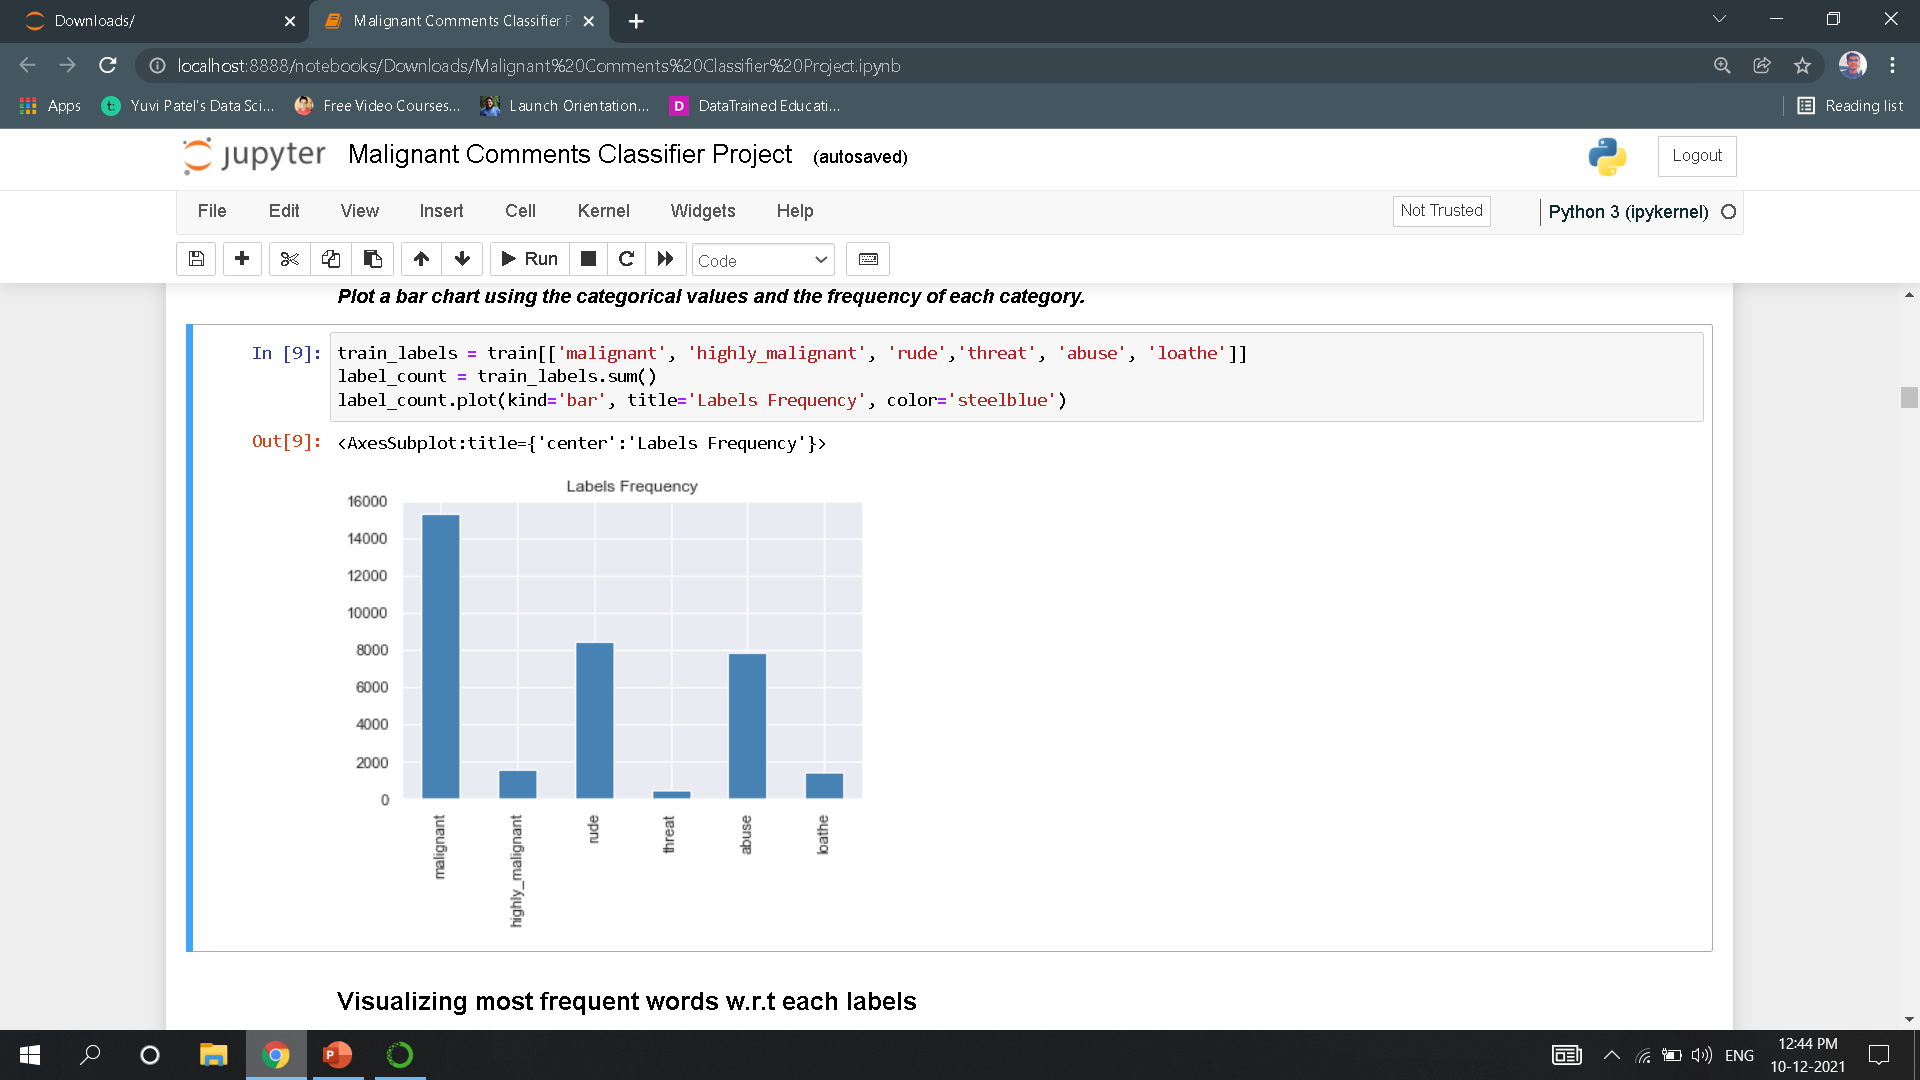 Downloads/
Malignant Comments Classifier P
localhost:8888/notebooks/Downloads/Malignant%20Comments%20Classifier%20Project.ipynb
Apps
Yuvi Patel's Data Sci...
Free Video Courses...
Launch Orientation...
D DataTrained Educati...
Reading list
jupyter Malignant Comments Classifier Project (autosaved)
Logout
File Edit View Insert Cell Kernel Widgets Help
Not Trusted
Python 3 (ipykernel)
Run
Code
Plot a bar chart using the categorical values and the frequency of each category.
In [9]: train_labels = train[['malignant', 'highly_malignant', 'rude','threat', 'abuse', 'loathe']]
label_count = train_labels.sum()
label_count.plot(kind='bar', title='Labels Frequency', color='steelblue')
Out[9]: <AxesSubplot:title={'center':'Labels Frequency'}>
Labels Frequency
16000
14000
12000
10000
8000
6000
4000
2000
0
malignant
highly_malignant
rude
threat
abuse
loathe
Visualizing most frequent words w.r.t each labels
P
ENG
12:44 PM
10-12-2021